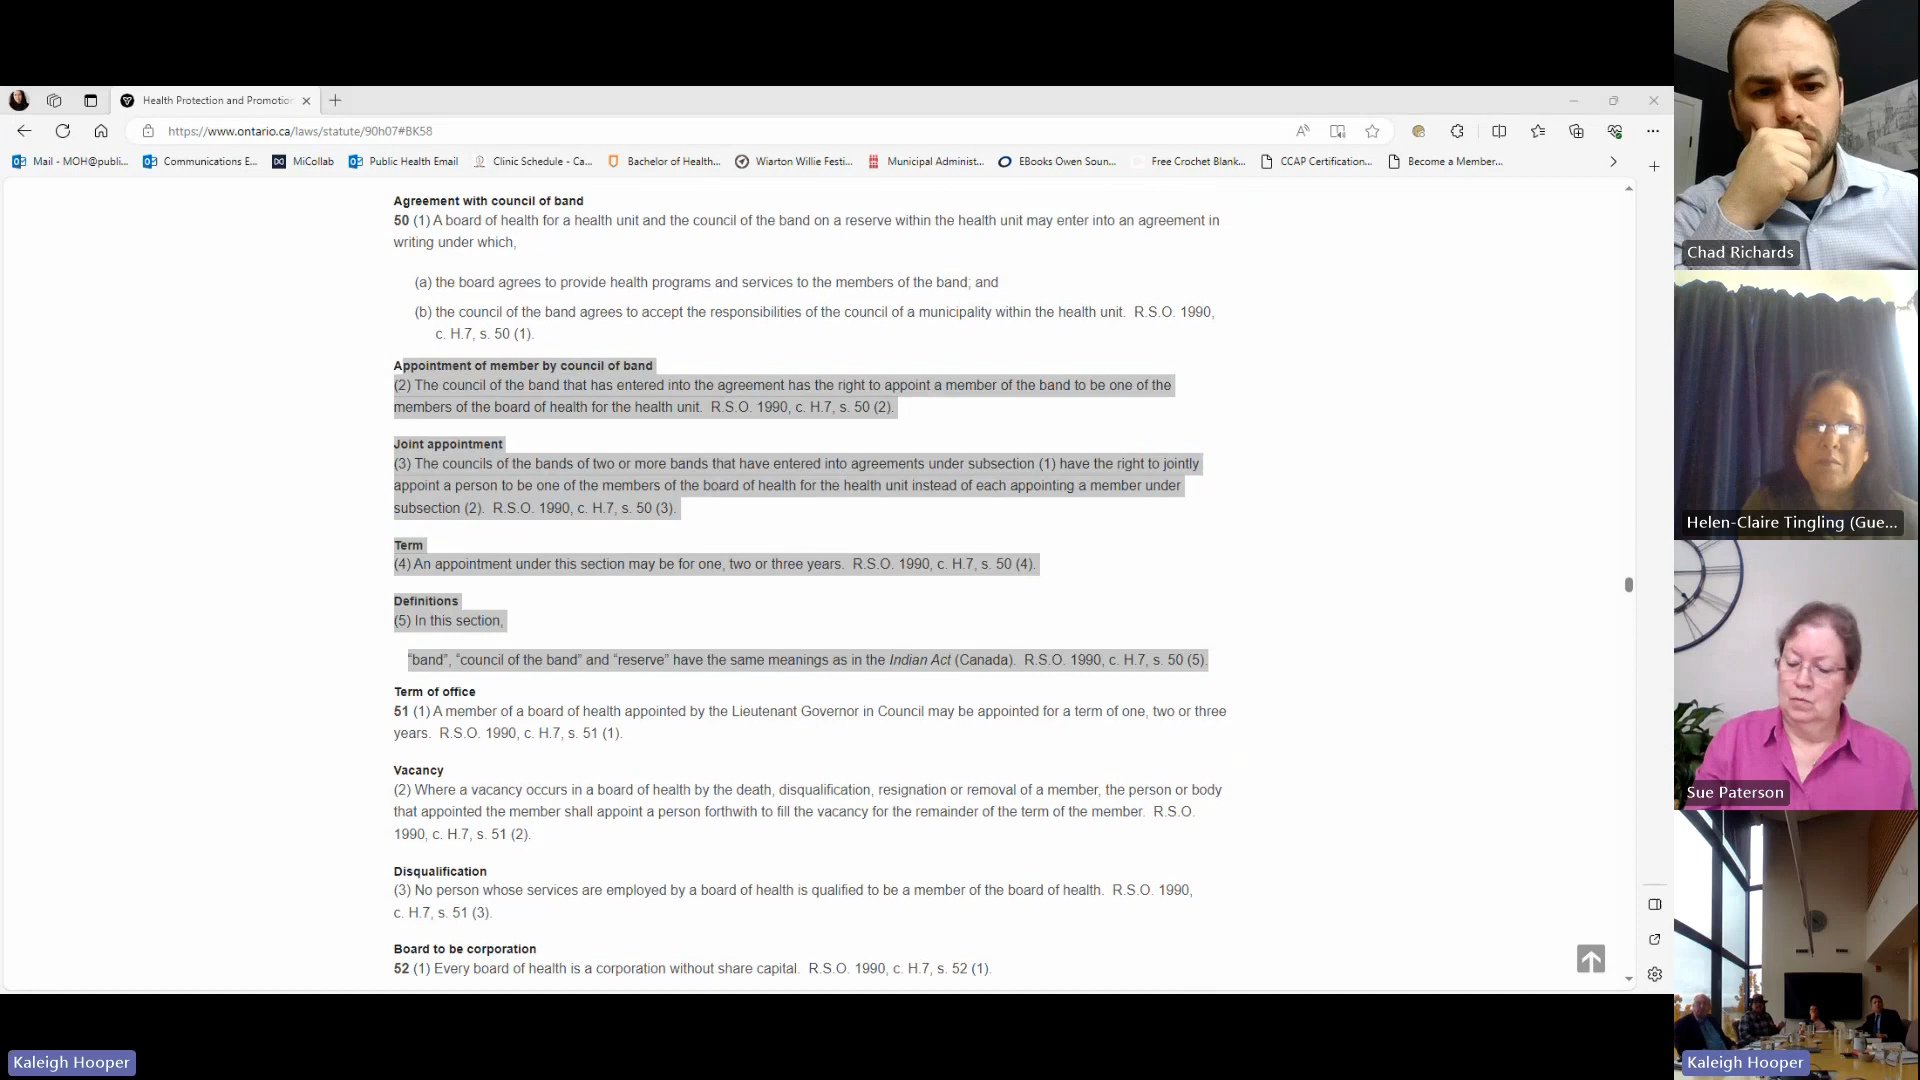 Health Protection and Promotion
https://www.ontario.ca/laws/statute/90h07#BK58
Mail - MOH@publi...
Communications E...
MiCollab
Public Health Email
Clinic Schedule - Ca...
Bachelor of Health...
Wiarton Willie Festi...
Municipal Administ...
EBooks Owen Soun...
Free Crochet Blank...
CCAP Certification...
Become a Member...
Agreement with council of band
50 (1) A board of health for a health unit and the council of the band on a reserve within the health unit may enter into an agreement in
writing under which,
(a) the board agrees to provide health programs and services to the members of the band; and
(b) the council of the band agrees to accept the responsibilities of the council of a municipality within the health unit. R.S.O. 1990,
c. H.7, s. 50 (1).
Appointment of member by council of band
(2) The council of the band that has entered into the agreement has the right to appoint a member of the band to be one of the
members of the board of health for the health unit. R.S.O. 1990, c. H.7, s. 50 (2).
Joint appointment
(3) The councils of the bands of two or more bands that have entered into agreements under subsection (1) have the right to jointly
appoint a person to be one of the members of the board of health for the health unit instead of each appointing a member under
subsection (2). R.S.O. 1990, c. H.7, s. 50 (3).
Term
(4) An appointment under this section may be for one, two or three years. R.S.O. 1990, c. H.7, s. 50 (4).
Definitions
(5) In this section,
“band”, “council of the band” and “reserve” have the same meanings as in the Indian Act (Canada). R.S.O. 1990, c. H.7, s. 50 (5).
Term of office
51 (1) A member of a board of health appointed by the Lieutenant Governor in Council may be appointed for a term of one, two or three
years. R.S.O. 1990, c. H.7, s. 51 (1).
Vacancy
(2) Where a vacancy occurs in a board of health by the death, disqualification, resignation or removal of a member, the person or body
that appointed the member shall appoint a person forthwith to fill the vacancy for the remainder of the term of the member. R.S.O.
1990, c. H.7, s. 51 (2).
Disqualification
(3) No person whose services are employed by a board of health is qualified to be a member of the board of health. R.S.O. 1990,
c. H.7, s. 51 (3).
Board to be corporation
52 (1) Every board of health is a corporation without share capital. R.S.O. 1990, c. H.7, s. 52 (1).
Kaleigh Hooper
Chad Richards
Helen-Claire Tingling (Gue...
Sue Paterson
Kaleigh Hooper